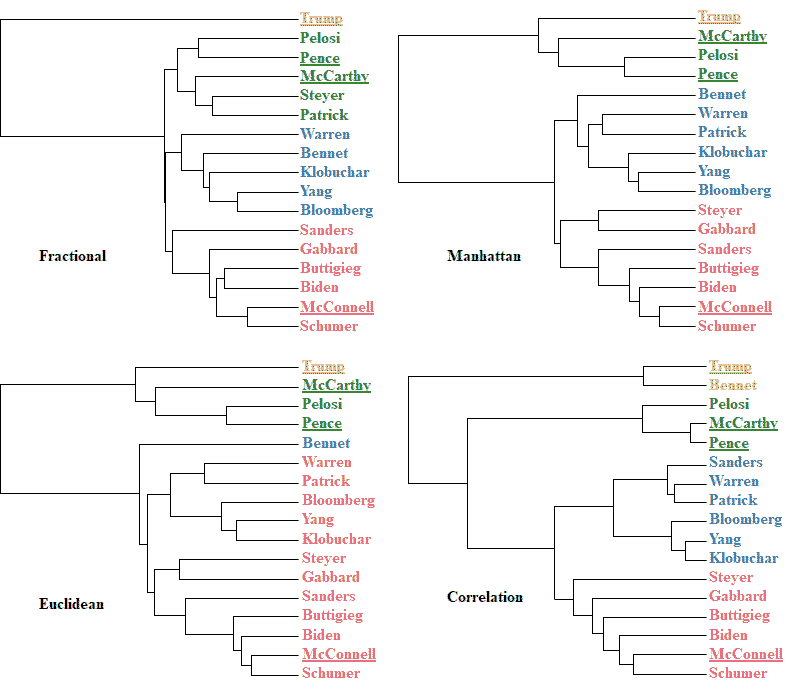 Trump
Pelosi
Pence
McCarthy
Steyer
Patrick
Warren
Bennet
Klobuchar
Yang
Bloomberg
Sanders
Gabbard
Buttigieg
Biden
McConnell
Schumer
Fractional
Trump
McCarthy
Pelosi
Pence
Bennet
Warren
Patrick
Klobuchar
Yang
Bloomberg
Steyer
Gabbard
Sanders
Buttigieg
Biden
McConnell
Schumer
Manhattan
Trump
McCarthy
Pelosi
Pence
Bennet
Warren
Patrick
Bloomberg
Yang
Klobuchar
Steyer
Gabbard
Sanders
Buttigieg
Biden
McConnell
Schumer
Euclidean
Trump
Bennet
Pelosi
McCarthy
Pence
Sanders
Warren
Patrick
Bloomberg
Yang
Klobuchar
Steyer
Gabbard
Buttigieg
Biden
McConnell
Schumer
Correlation